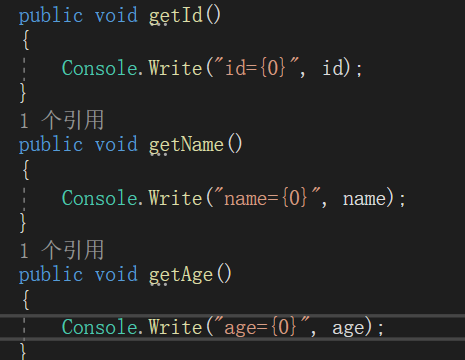 public void getId()
{
Console.Write("id={0}", id);
}
1 个引用
public void getName()
{
Console.Write("name={0}", name);
}
1 个引用
public void getAge()
{
Console.Write("age={0}", age);
}